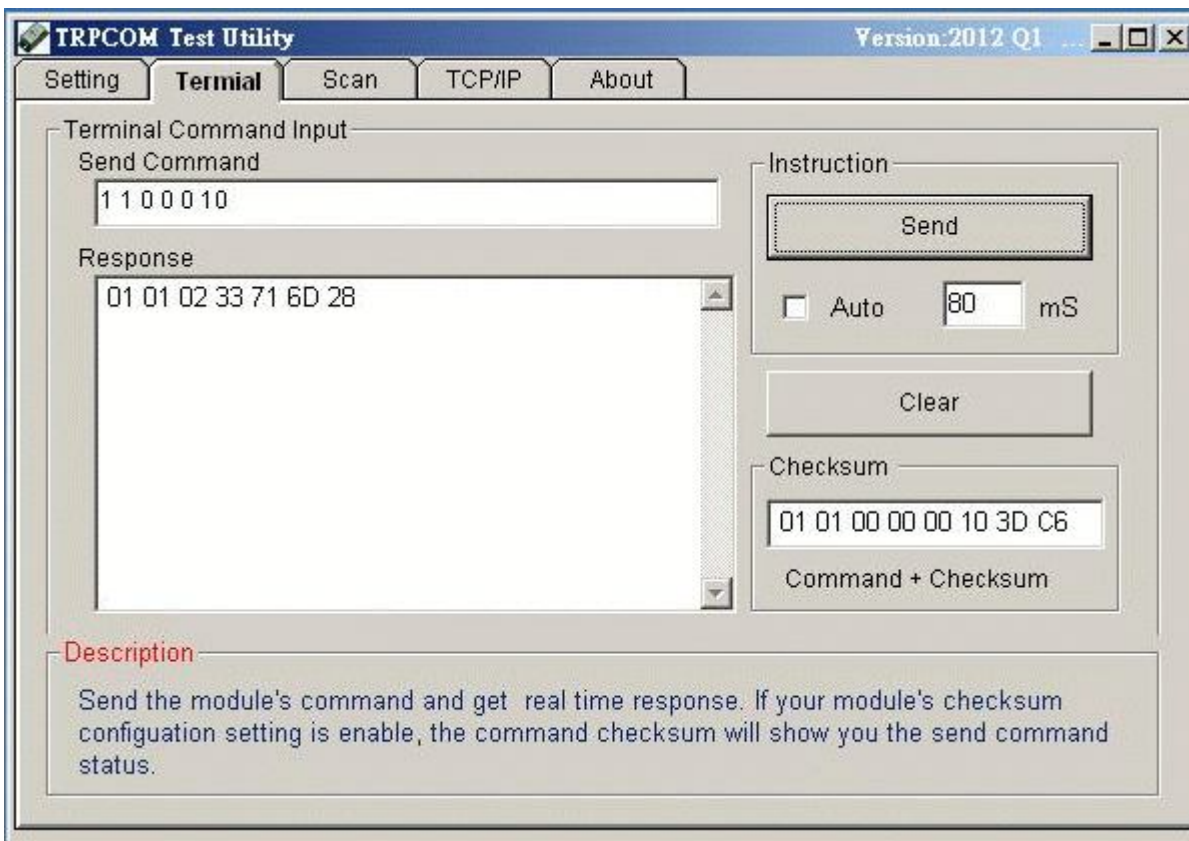 TRPCOM Test Utility Version:2012 Q1 ...
Setting Termial Scan TCP/IP About
Terminal Command Input
Send Command
1 1 0 0 0 10
Response
01 01 02 33 71 6D 28
Instruction
Send
Auto 80 mS
Clear
Checksum
01 01 00 00 00 10 3D C6
Command + Checksum
Description
Send the module's command and get real time response. If your module's checksum
configuation setting is enable, the command checksum will show you the send command
status.